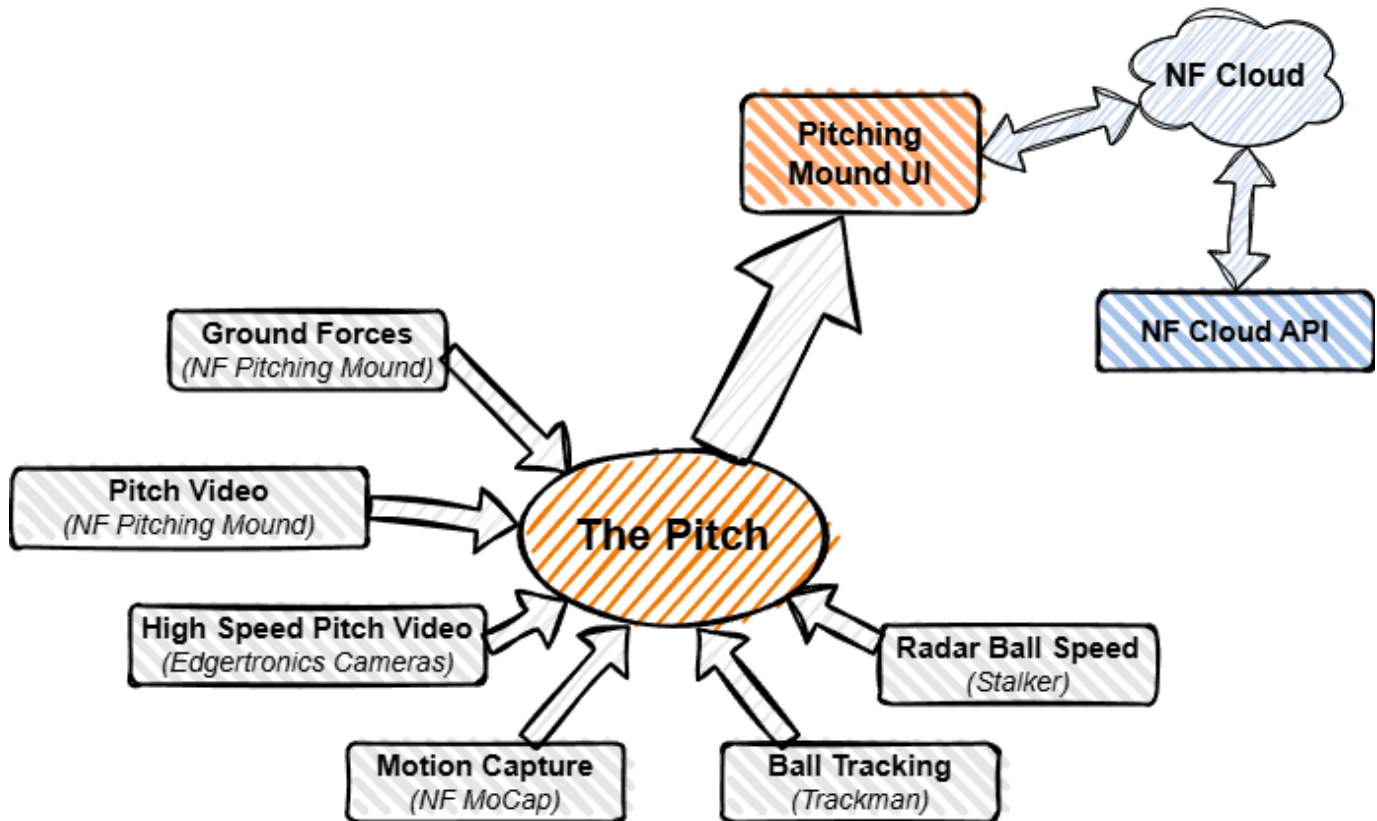 NF Cloud
Pitching
Mound UI
NF Cloud API
Ground Forces
(NF Pitching Mound)
Pitch Video
(NF Pitching Mound)
The Pitch
High Speed Pitch Video
(Edgertronics Cameras)
Radar Ball Speed
(Stalker)
Motion Capture
(NF MoCap)
Ball Tracking
(Trackman)